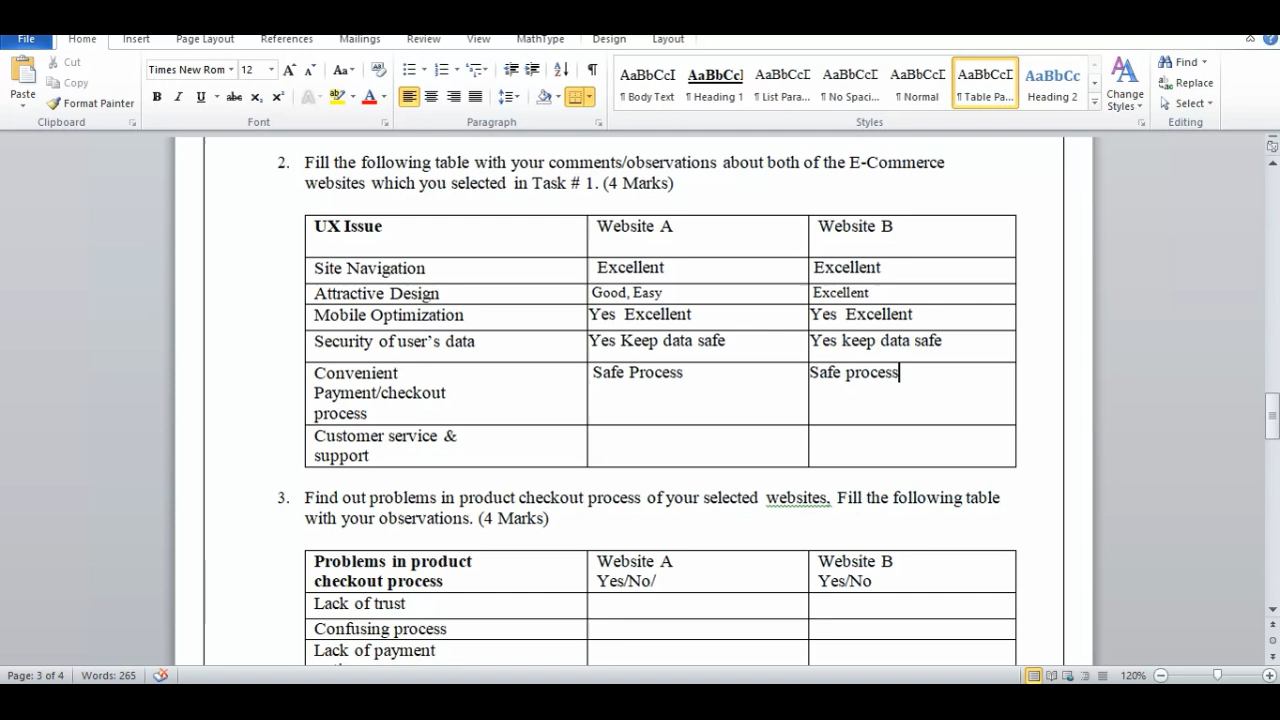 File Home Insert Page Layout References Mailings Review View MathType Design Layout
Paste Cut Copy Format Painter
Times New Rom 12
AaBbCcI AaBbCcl AaBbCcI AaBbCcI AaBbCcI AaBbCcI AaBbCc
¶ Body Text ¶ Heading 1 ¶ List Para... ¶ No Spaci... ¶ Normal ¶ Table Pa... Heading 2
Change Styles
Find Replace Select
Clipboard Font Paragraph Styles Editing
2. Fill the following table with your comments/observations about both of the E-Commerce
websites which you selected in Task # 1. (4 Marks)
UX Issue Website A Website B
Site Navigation Excellent Excellent
Attractive Design Good, Easy Excellent
Mobile Optimization Yes Excellent Yes Excellent
Security of user’s data Yes Keep data safe Yes keep data safe
Convenient Safe Process Safe process
Payment/checkout
process
Customer service &
support
3. Find out problems in product checkout process of your selected websites. Fill the following table
with your observations. (4 Marks)
Problems in product Website A Website B
checkout process Yes/No/ Yes/No
Lack of trust
Confusing process
Lack of payment
Page: 3 of 4 Words: 265 120%